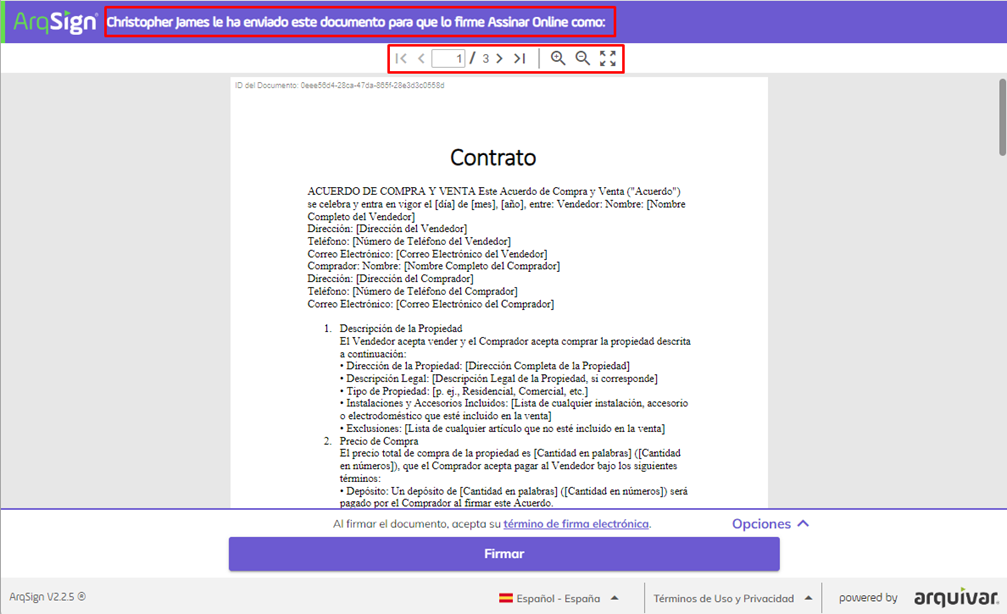 ArqSign® Christopher James le ha enviado este documento para que lo firme Assinar Online como:
1 / 3
ID del Documento: 0eee56d4-28ca-47da-865f-28e3d3c0558d
Contrato
ACUERDO DE COMPRA Y VENTA Este Acuerdo de Compra y Venta ("Acuerdo")
se celebra y entra en vigor el [día] de [mes], [año], entre: Vendedor: Nombre: [Nombre
Completo del Vendedor]
Dirección: [Dirección del Vendedor]
Teléfono: [Número de Teléfono del Vendedor]
Correo Electrónico: [Correo Electrónico del Vendedor]
Comprador: Nombre: [Nombre Completo del Comprador]
Dirección: [Dirección del Comprador]
Teléfono: [Número de Teléfono del Comprador]
Correo Electrónico: [Correo Electrónico del Comprador]
1. Descripción de la Propiedad
El Vendedor acepta vender y el Comprador acepta comprar la propiedad descrita
a continuación:
• Dirección de la Propiedad: [Dirección Completa de la Propiedad]
• Descripción Legal: [Descripción Legal de la Propiedad, si corresponde]
• Tipo de Propiedad: [p. ej., Residencial, Comercial, etc.]
• Instalaciones y Accesorios Incluidos: [Lista de cualquier instalación, accesorio
o electrodoméstico que esté incluido en la venta]
• Exclusiones: [Lista de cualquier artículo que no esté incluido en la venta]
2. Precio de Compra
El precio total de compra de la propiedad es [Cantidad en palabras] ([Cantidad
en números]), que el Comprador acepta pagar al Vendedor bajo los siguientes
términos:
• Depósito: Un depósito de [Cantidad en palabras] ([Cantidad en números]) será
pagado por el Comprador al firmar este Acuerdo.
Al firmar el documento, acepta su término de firma electrónica.
Opciones
Firmar
ArqSign V2.2.5 ®
Español - España
Términos de Uso y Privacidad
powered by arquivar®